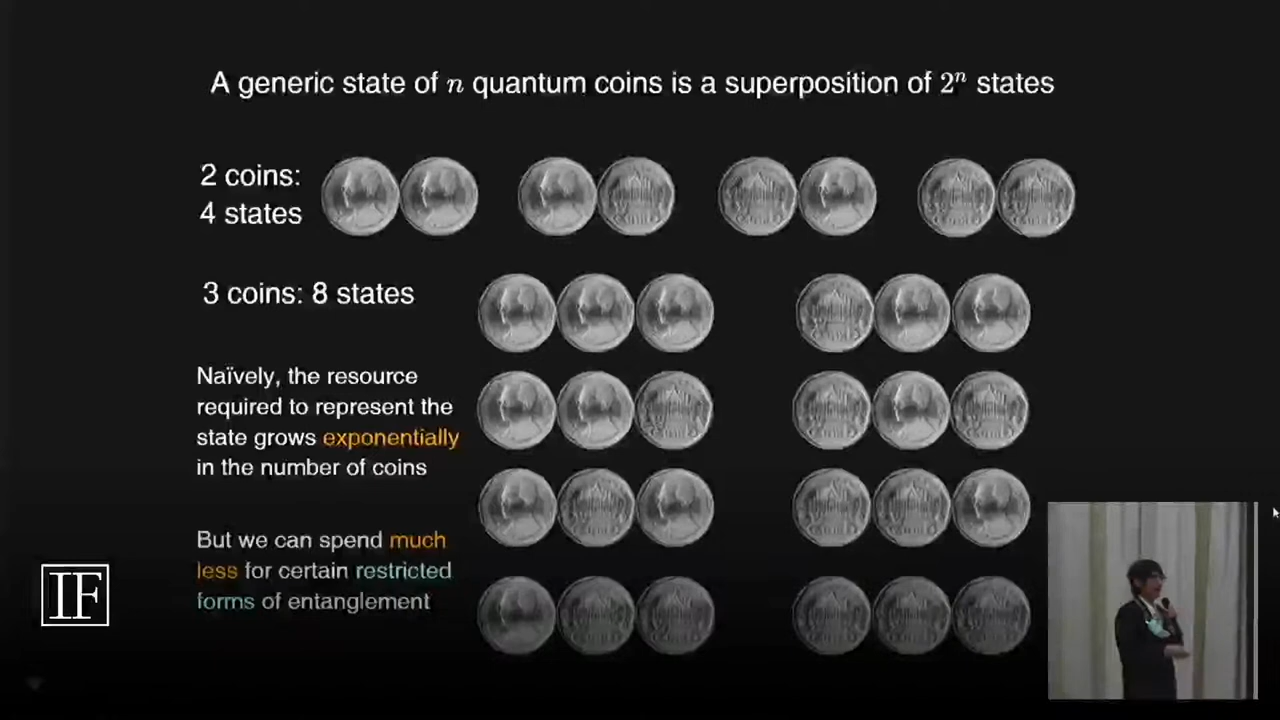 A generic state of n quantum coins is a superposition of 2ⁿ states
2 coins:
4 states
3 coins: 8 states
Naïvely, the resource
required to represent the
state grows exponentially
in the number of coins
But we can spend much
less for certain restricted
forms of entanglement
IF